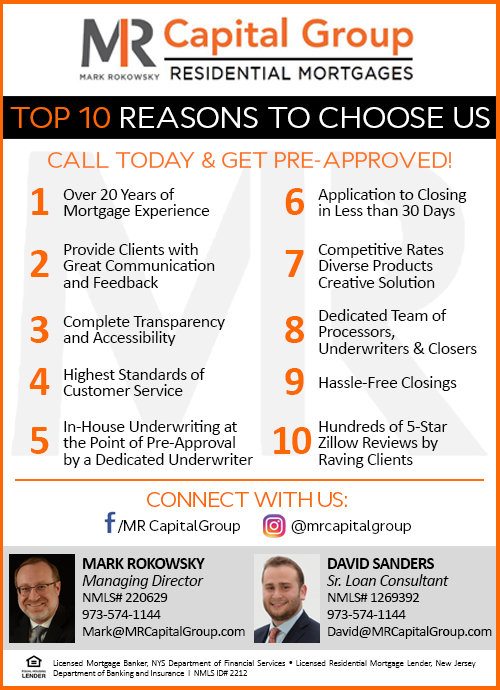 MR Capital Group
MARK ROKOWSKY
RESIDENTIAL MORTGAGES
TOP 10 REASONS TO CHOOSE US
CALL TODAY & GET PRE-APPROVED!
1 Over 20 Years of
Mortgage Experience
2 Provide Clients with
Great Communication
and Feedback
3 Complete Transparency
and Accessibility
4 Highest Standards of
Customer Service
5 In-House Underwriting at
the Point of Pre-Approval
by a Dedicated Underwriter
6 Application to Closing
in Less than 30 Days
7 Competitive Rates
Diverse Products
Creative Solution
8 Dedicated Team of
Processors,
Underwriters & Closers
9 Hassle-Free Closings
10 Hundreds of 5-Star
Zillow Reviews by
Raving Clients
CONNECT WITH US:
f/MR CapitalGroup
@mrcapitalgroup
MARK ROKOWSKY
Managing Director
NMLS# 220629
973-574-1144
Mark@MRCapitalGroup.com
DAVID SANDERS
Sr. Loan Consultant
NMLS# 1269392
973-574-1144
David@MRCapitalGroup.com
EQUAL HOUSING
LENDER
Licensed Mortgage Banker, NYS Department of Financial Services • Licensed Residential Mortgage Lender, New Jersey
Department of Banking and Insurance I NMLS ID# 2212
MR